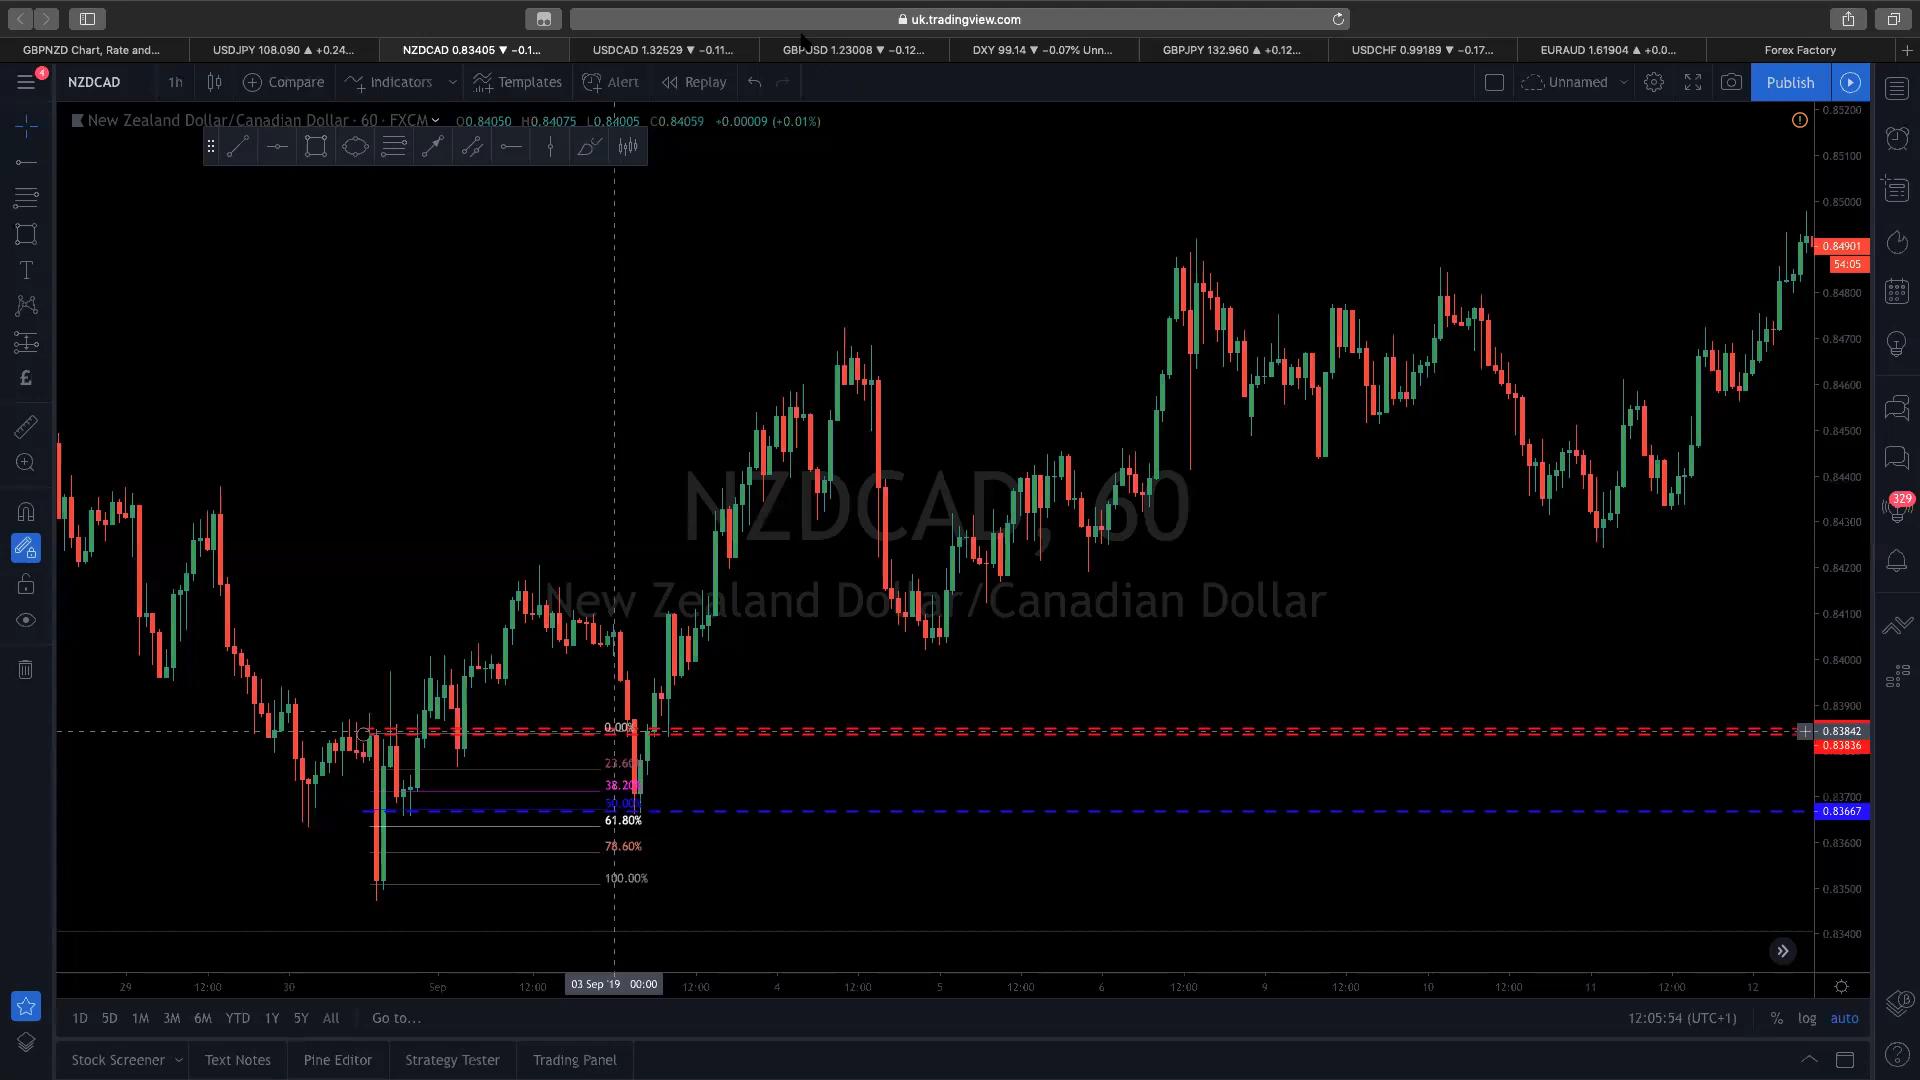 uk.tradingview.com
GBPNZD Chart, Rate and...
USDJPY 108.090 ▲ +0.24...
NZDCAD 0.83405 ▼ −0.1...
USDCAD 1.32529 ▼ −0.11...
GBPUSD 1.23008 ▼ −0.12...
DXY 99.14 ▼ −0.07% Unn...
GBPJPY 132.960 ▲ +0.12...
USDCHF 0.99189 ▼ −0.17...
EURAUD 1.61904 ▲ +0.0...
Forex Factory
4
NZDCAD
1h
Compare
Indicators
Templates
Alert
Replay
Unnamed
Publish
New Zealand Dollar/Canadian Dollar · 60 · FXCM
O0.84050 H0.84075 L0.84005 C0.84059 +0.00009 (+0.01%)
0.85200
0.85100
0.85000
0.84901
54:05
0.84800
0.84700
0.84600
0.84500
0.84400
0.84300
0.84200
0.84100
0.84000
0.83900
0.83842
0.83836
0.83700
0.83667
0.83600
0.83500
0.83400
329
NZDCAD, 60
New Zealand Dollar/Canadian Dollar
0.00%
23.60%
38.20%
50.00%
61.80%
78.60%
100.00%
29
12:00
30
Sep
12:00
03 Sep '19 00:00
12:00
4
12:00
5
12:00
6
12:00
9
12:00
10
12:00
11
12:00
12
1D 5D 1M 3M 6M YTD 1Y 5Y All Go to...
12:05:54 (UTC+1) % log auto
Stock Screener
Text Notes
Pine Editor
Strategy Tester
Trading Panel